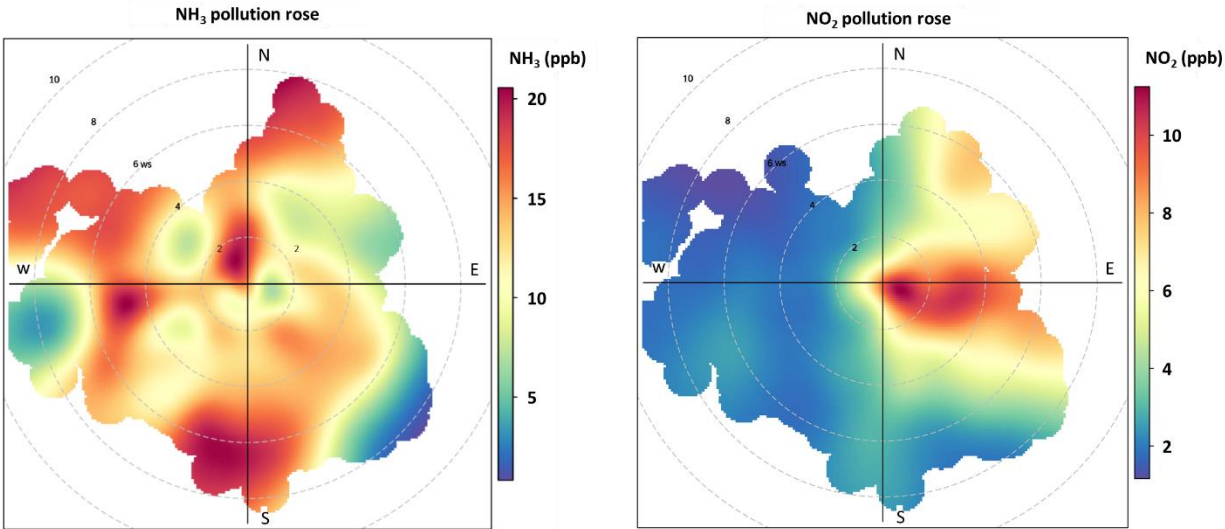 NH₃ pollution rose
N
10
8
6 ws
4
2
2
W
E
S
NH₃ (ppb)
20
15
10
5
NO₂ pollution rose
N
10
8
6 ws
4
2
W
E
S
NO₂ (ppb)
10
8
6
4
2